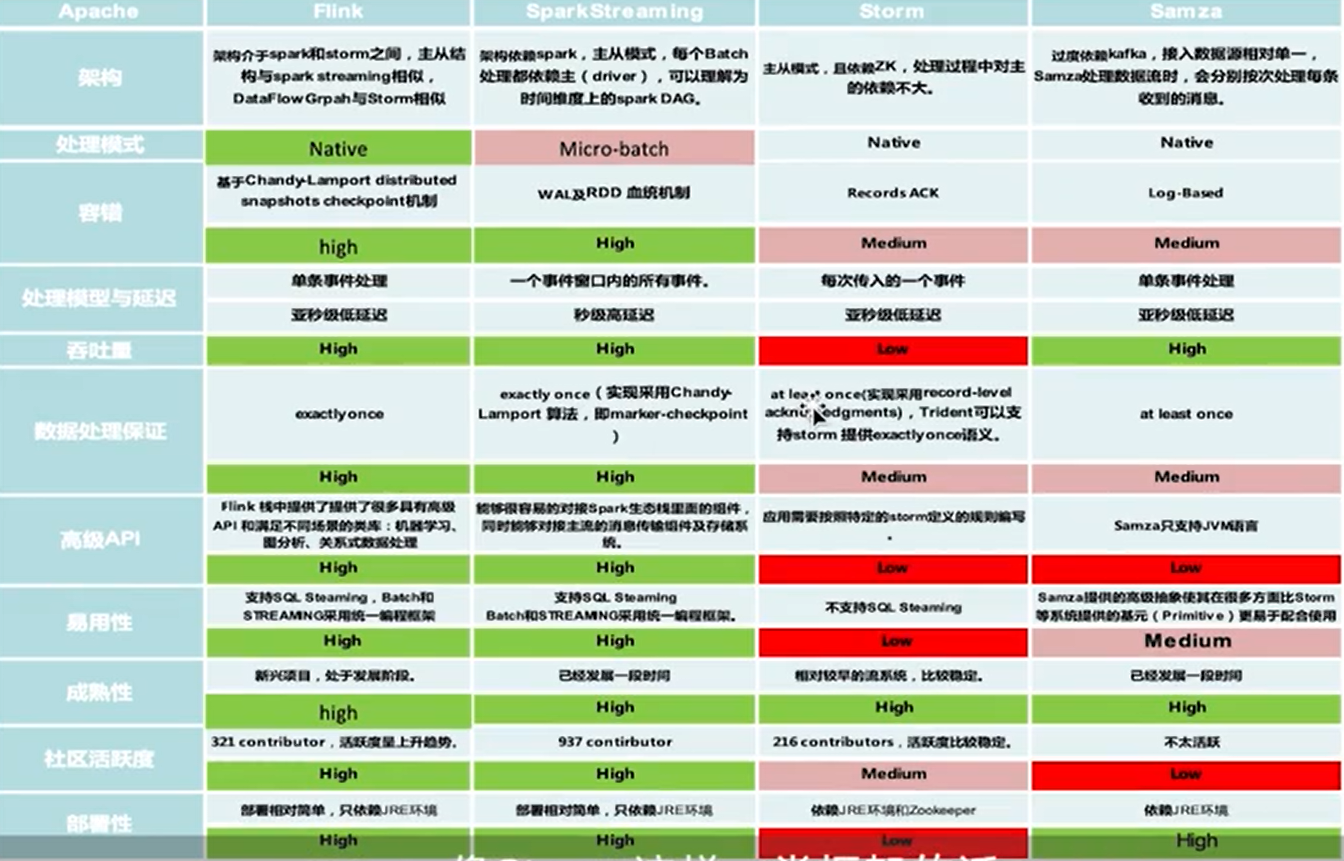 Apache Flink SparkStreaming Storm Samza
架构
架构介于spark和storm之间，主从结
构与spark streaming相似，
DataFlow Grpah与Storm相似
架构依赖spark，主从模式，每个Batch
处理都依赖主（driver），可以理解为
时间维度上的spark DAG。
主从模式，且依赖ZK，处理过程中对主
的依赖不大。
过度依赖kafka，接入数据源相对单一，
Samza处理数据流时，会分别按次处理每条
收到的消息。
处理模式 Native Micro-batch Native Native
容错
基于Chandy-Lamport distributed
snapshots checkpoint机制
WAL及RDD 血统机制
Records ACK
Log-Based
high High Medium Medium
处理模型与延迟
单条事件处理 一个事件窗口内的所有事件。 每次传入的一个事件 单条事件处理
亚秒级低延迟 秒级高延迟 亚秒级低延迟 亚秒级低延迟
吞吐量 High High Low High
数据处理保证
exactly once
exactly once（实现采用Chandy-
Lamport 算法，即marker-checkpoint
）
at least once(实现采用record-level
acknowledgments)，Trident可以支
持storm 提供exactly once语义。
at least once
High High Medium Medium
高级API
Flink 栈中提供了提供了很多具有高级
API 和满足不同场景的类库：机器学习、
图分析、关系式数据处理
能够很容易的对接Spark生态栈里面的组件，
同时能够对接主流的消息传输组件及存储系
统。
应用需要按照特定的storm定义的规则编写
。
Samza只支持JVM语言
High High Low Low
易用性
支持SQL Steaming，Batch和
STREAMING采用统一编程框架
支持SQL Steaming
Batch和STREAMING采用统一编程框架。
不支持SQL Steaming
Samza提供的高级抽象使其在很多方面比Storm
等系统提供的基元（Primitive）更易于配合使用
High High Low Medium
成熟性
新兴项目，处于发展阶段。 已经发展一段时间 相对较早的流系统，比较稳定。 已经发展一段时间
high High High High
社区活跃度
321 contributor，活跃度呈上升趋势。 937 contirbutor 216 contributors，活跃度比较稳定。 不太活跃
High High Medium Low
部署性
部署相对简单，只依赖JRE环境 部署相对简单，只依赖JRE环境 依赖JRE环境和Zookeeper 依赖JRE环境
High High Low High